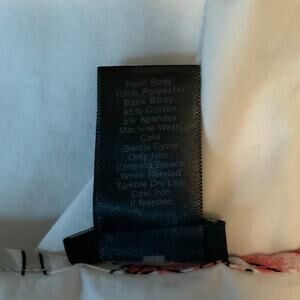 Front Body
100% Polyester
Back Body
95% Cotton
5% Spandex
Machine Wash
Cold
Gentle Cycle
Only Non
Chlorine Bleach
When Needed
Tumble Dry Low
Cool Iron
If Needed